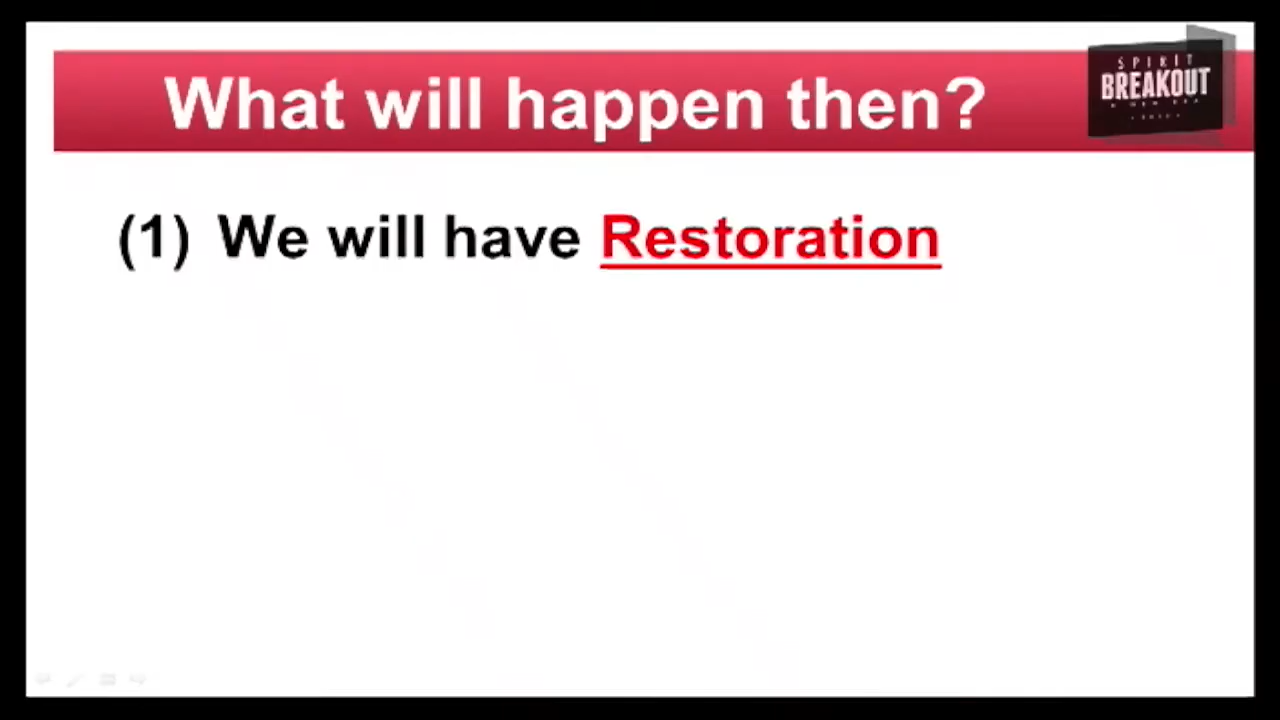 What will happen then?
SPIRIT
BREAKOUT
(1) We will have Restoration